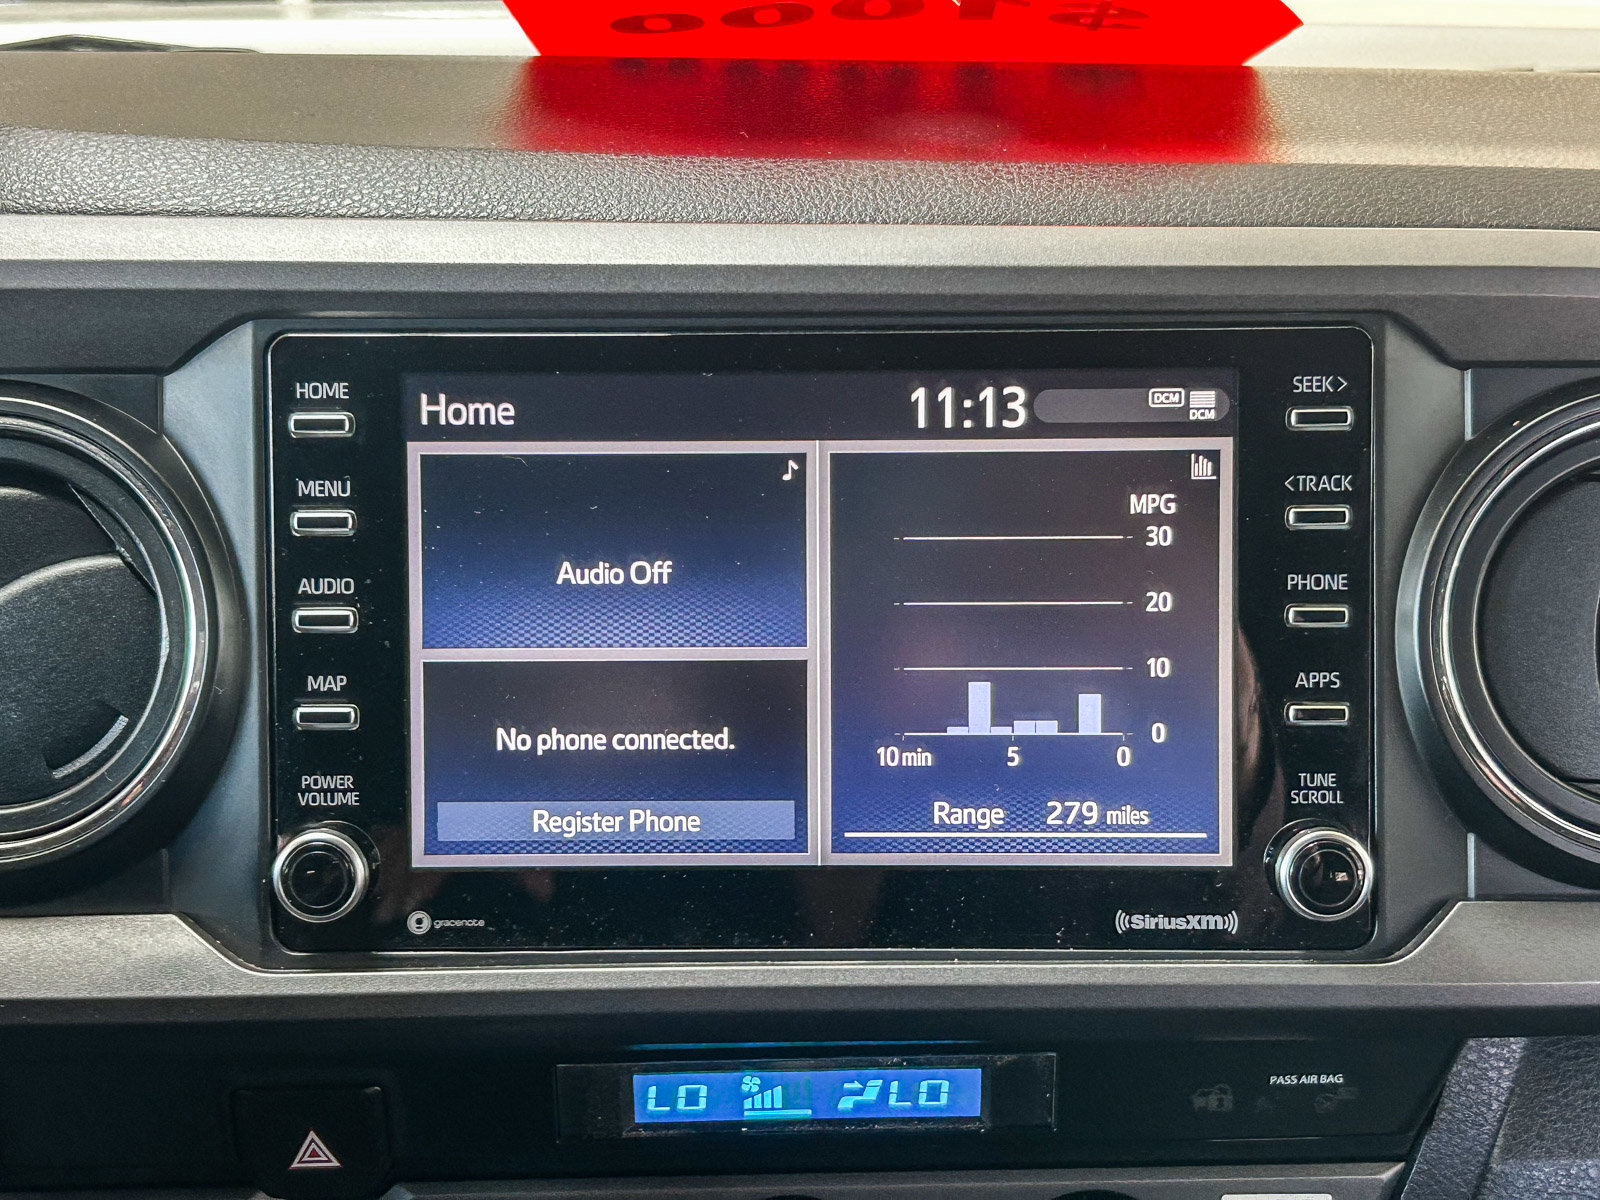 HOME
MENU
AUDIO
MAP
POWER
VOLUME
Home
11:13
DCM
DCM
Audio Off
No phone connected.
Register Phone
MPG
30
20
10
0
10 min
5
0
Range 279 miles
SEEK>
<TRACK
PHONE
APPS
TUNE
SCROLL
gracenote
SiriusXM
LO
LO
PASS AIR BAG